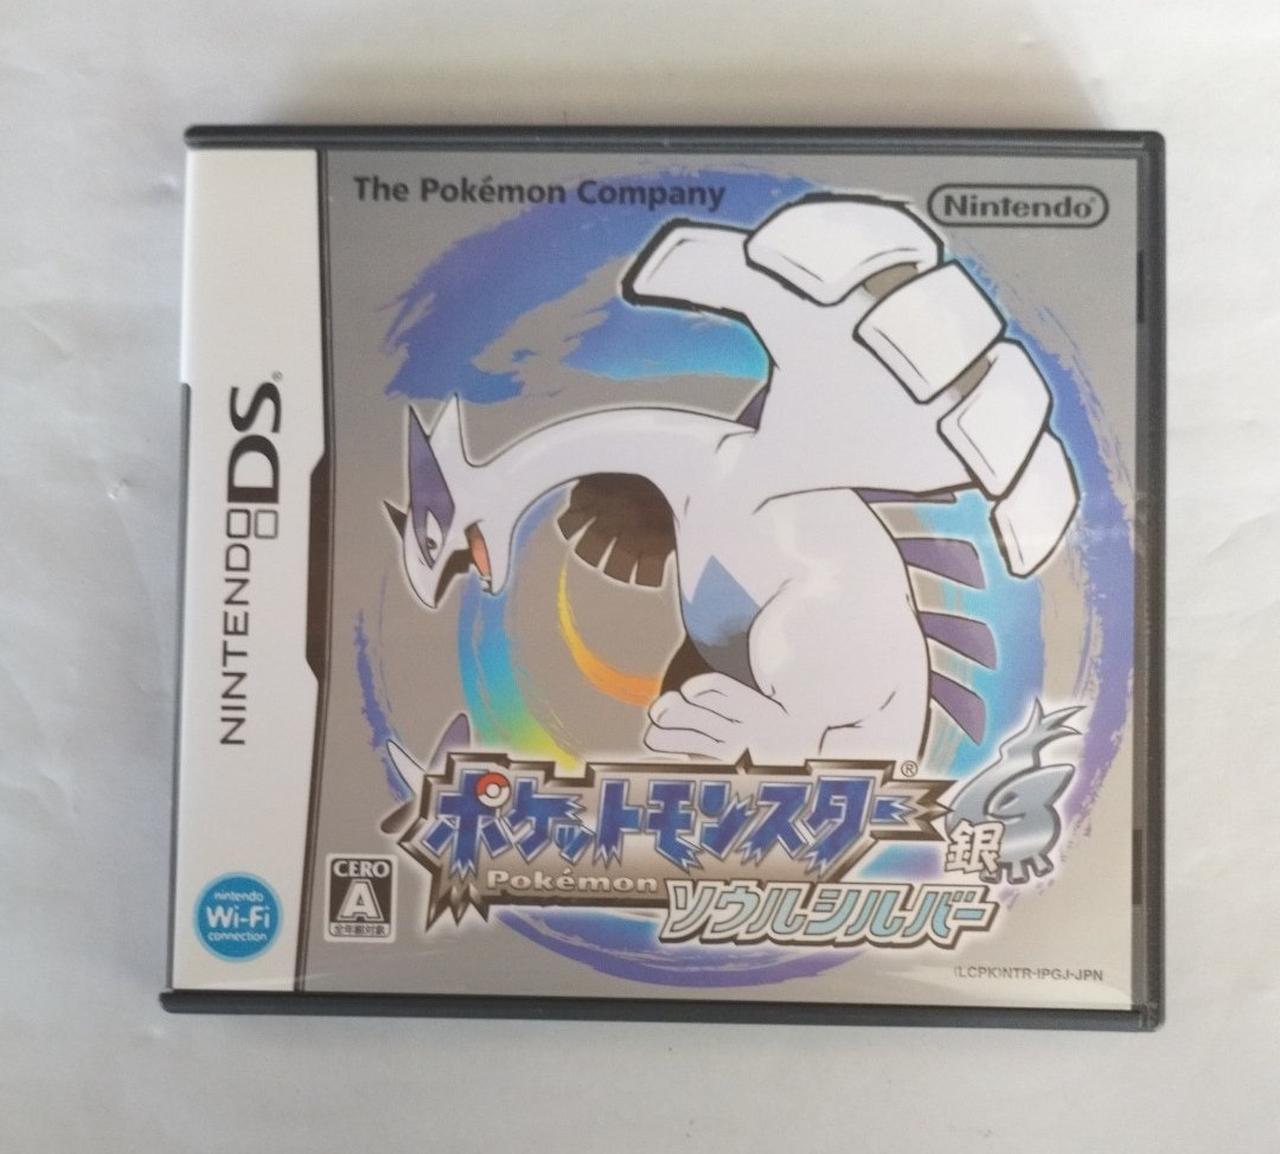 The Pokémon Company
Nintendo®
NINTENDO DS®
ポケットモンスター®
銀
Pokémon
ソウルシルバー
CERO
A
全年齢対象
nintendo
Wi-Fi
connection
(LCPK)NTR-IPGJ-JPN